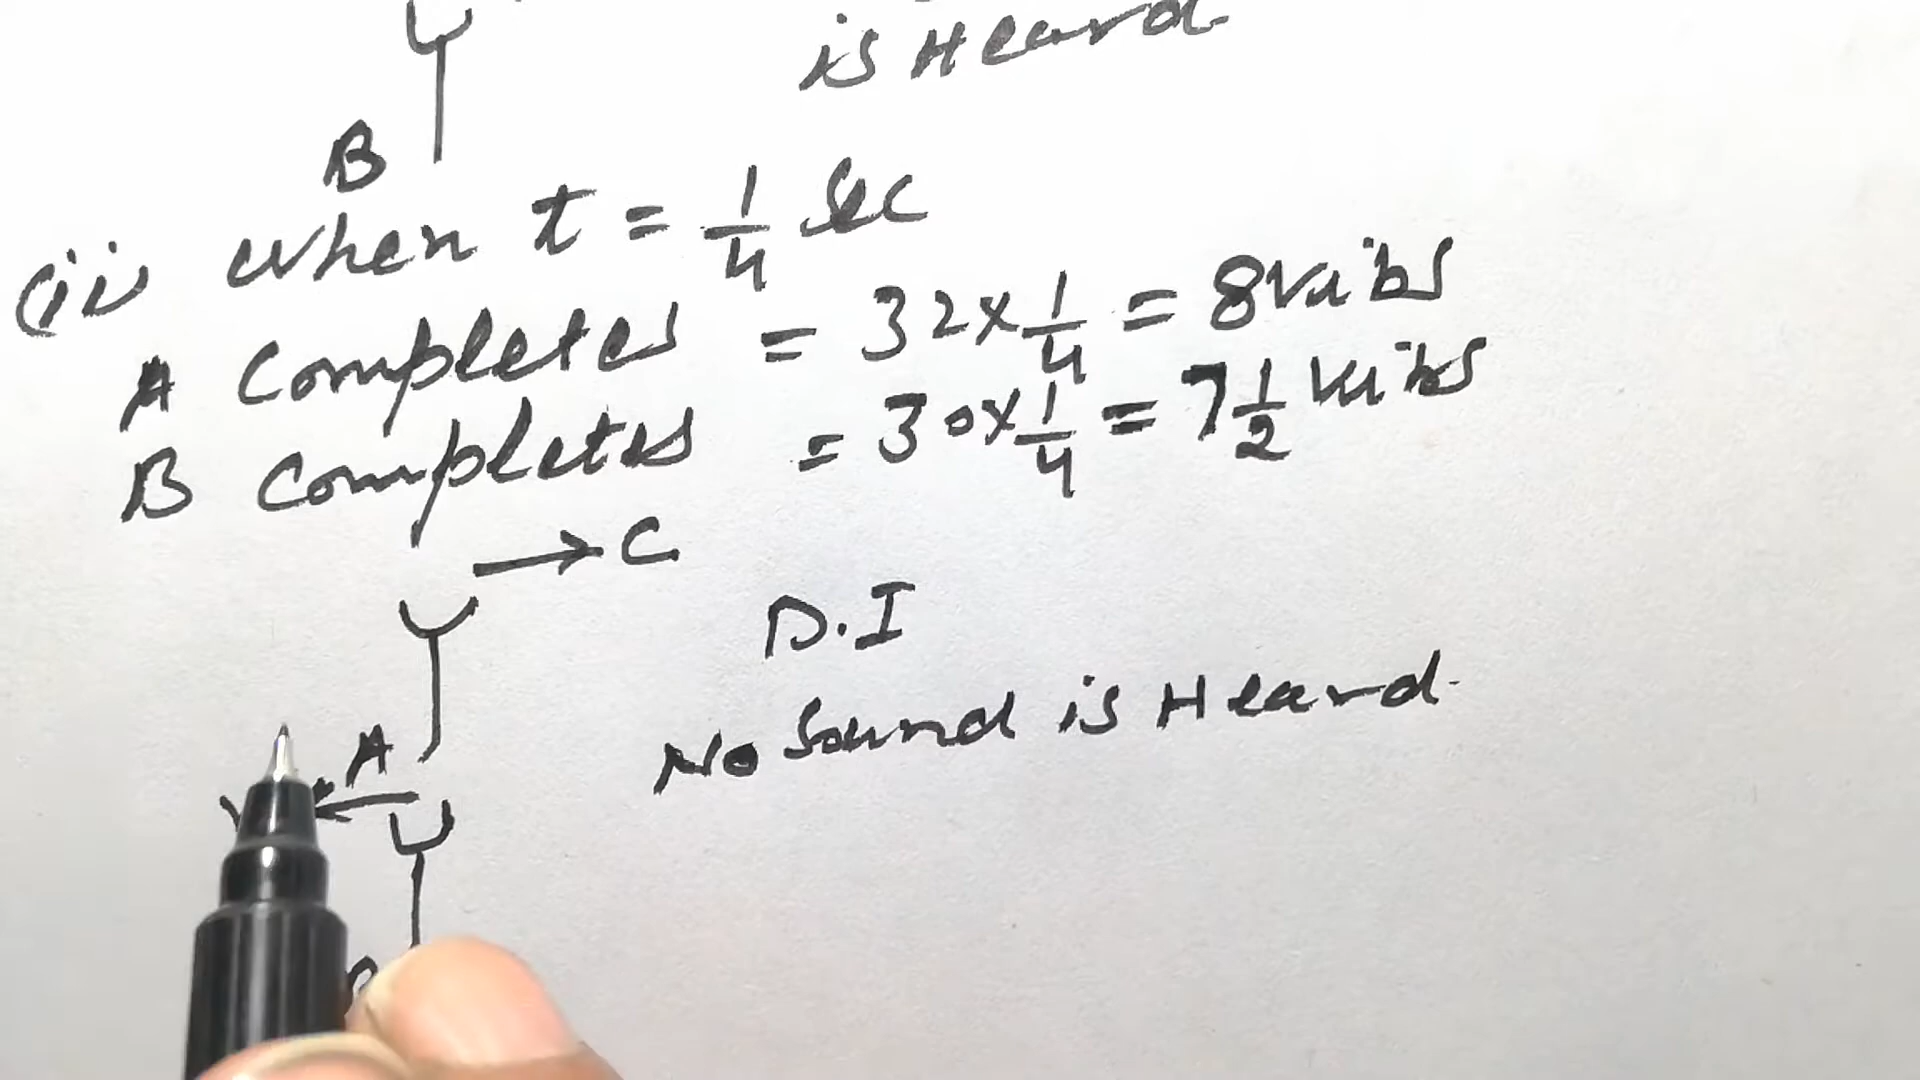 is Heard.
B
(ii) when t = 1/4 Sec
A Completes = 32 × 1/4 = 8 vibs
B Completes = 30 × 1/4 = 7 1/2 vibs
→ C
D.I
No Sound is Heard.
A